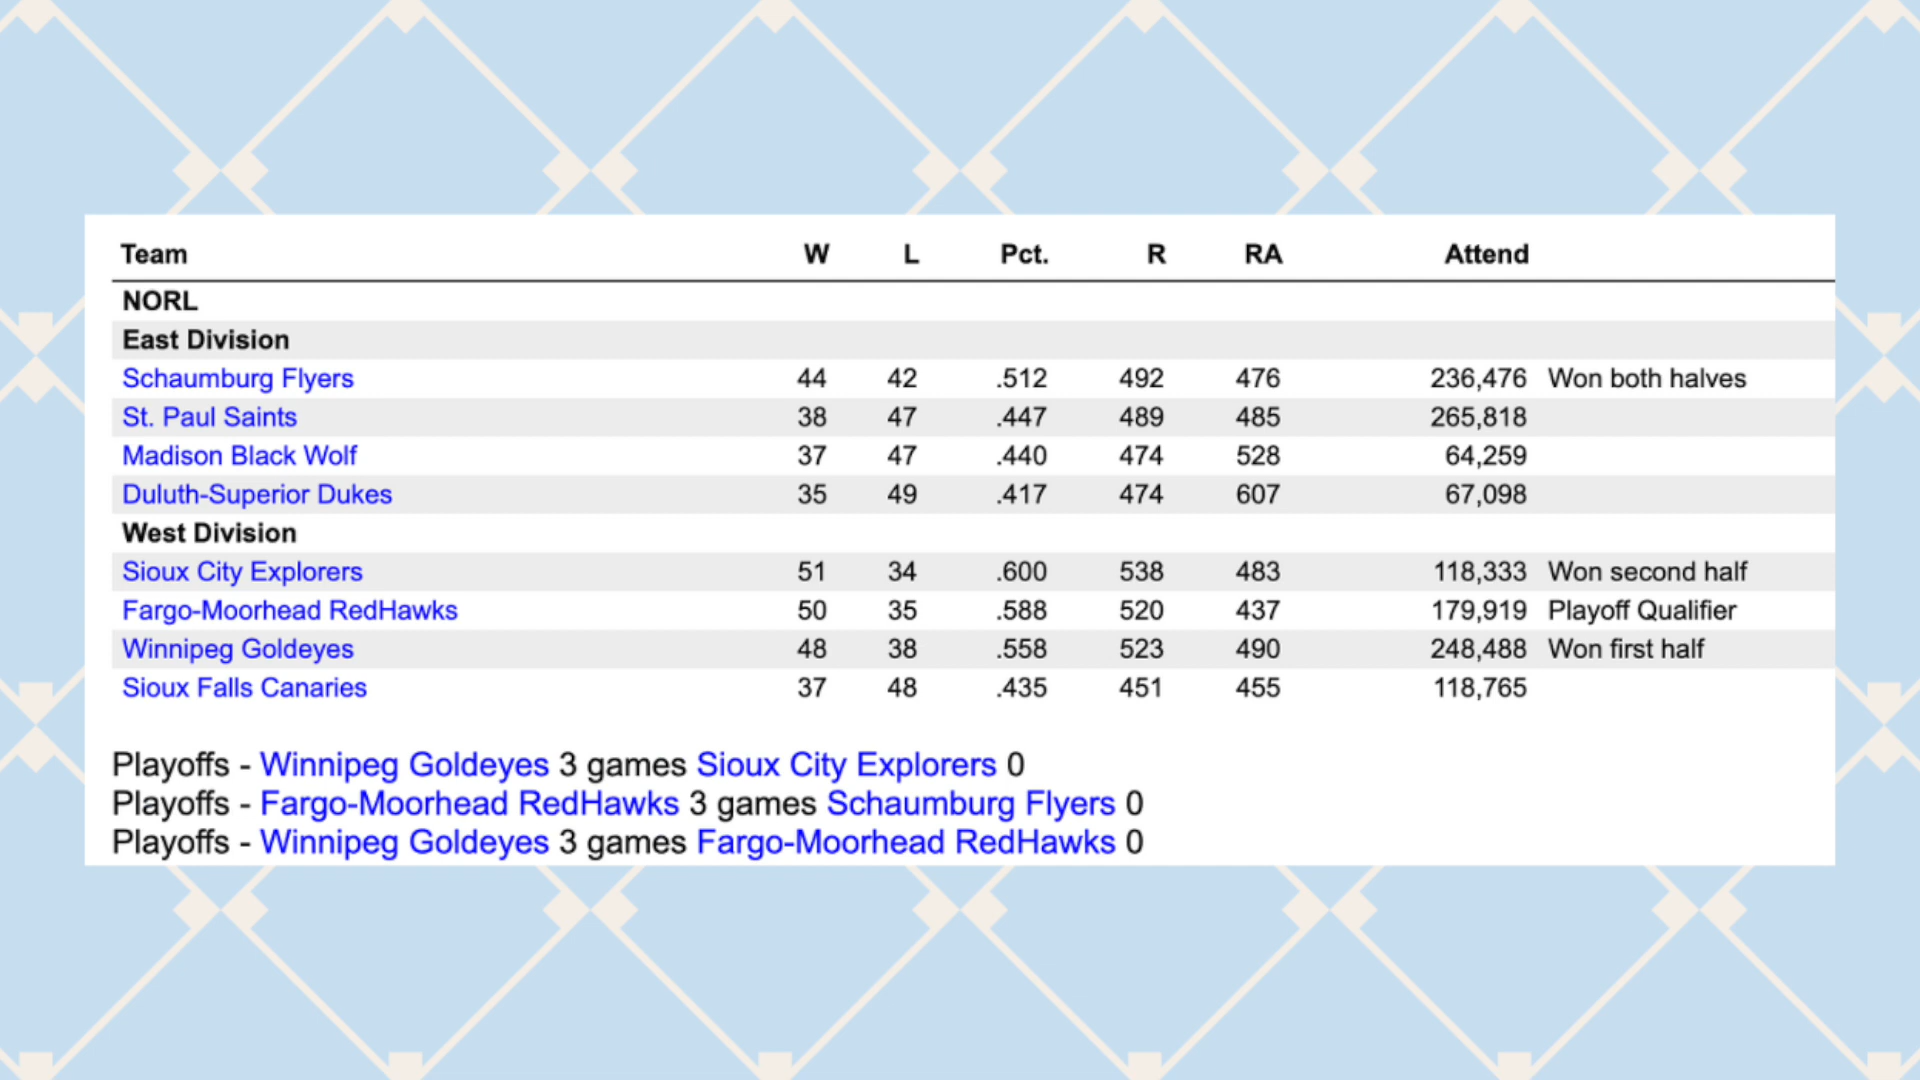 Team W L Pct. R RA Attend
NORL
East Division
Schaumburg Flyers 44 42 .512 492 476 236,476 Won both halves
St. Paul Saints 38 47 .447 489 485 265,818
Madison Black Wolf 37 47 .440 474 528 64,259
Duluth-Superior Dukes 35 49 .417 474 607 67,098
West Division
Sioux City Explorers 51 34 .600 538 483 118,333 Won second half
Fargo-Moorhead RedHawks 50 35 .588 520 437 179,919 Playoff Qualifier
Winnipeg Goldeyes 48 38 .558 523 490 248,488 Won first half
Sioux Falls Canaries 37 48 .435 451 455 118,765
Playoffs - Winnipeg Goldeyes 3 games Sioux City Explorers 0
Playoffs - Fargo-Moorhead RedHawks 3 games Schaumburg Flyers 0
Playoffs - Winnipeg Goldeyes 3 games Fargo-Moorhead RedHawks 0